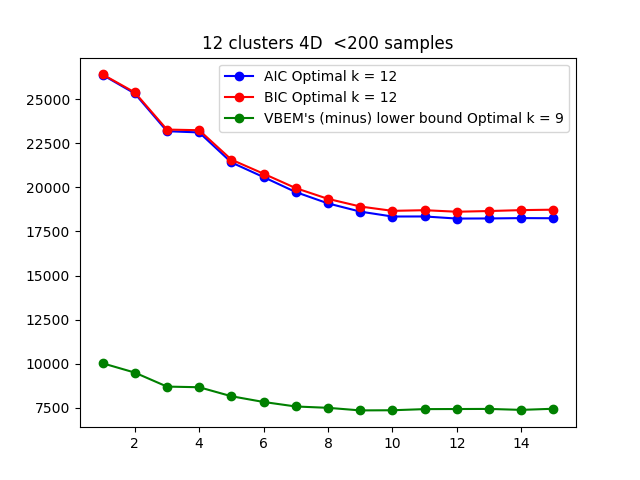 12 clusters 4D  <200 samples
AIC Optimal k = 12
BIC Optimal k = 12
VBEM's (minus) lower bound Optimal k = 9
25000
22500
20000
17500
15000
12500
10000
7500
2 4 6 8 10 12 14